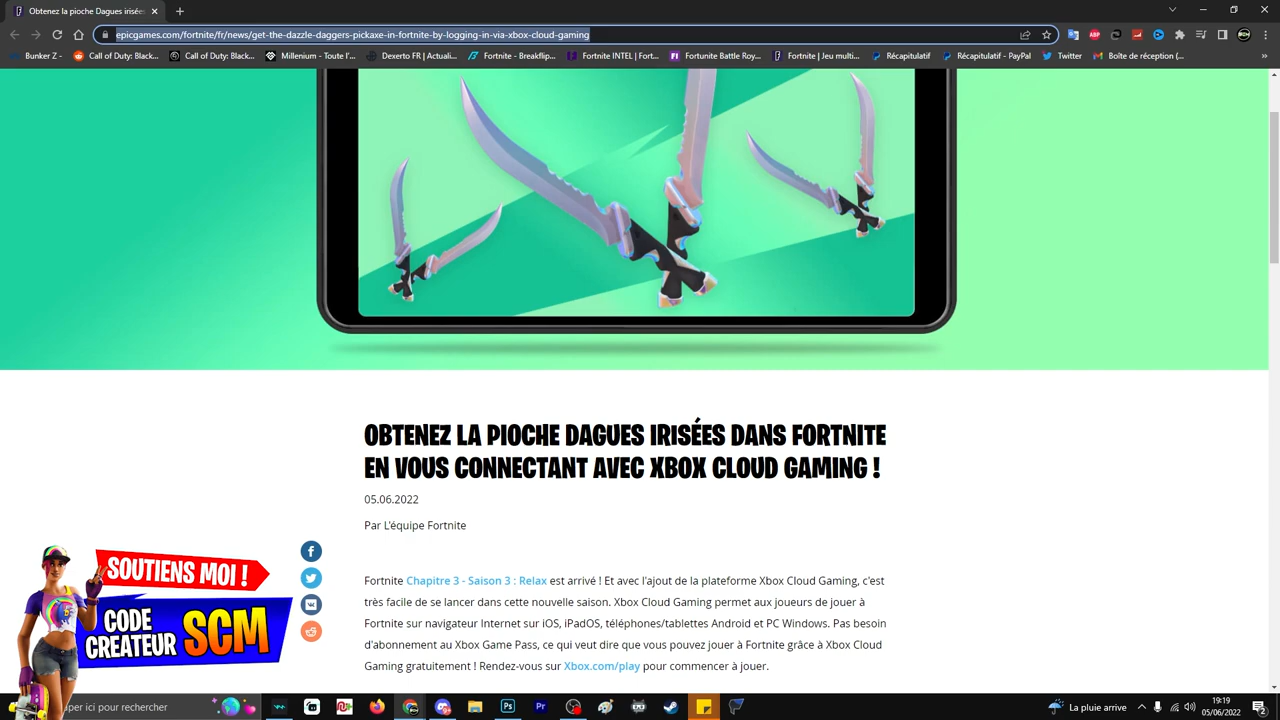 Obtenez la Pioche Dagues irisées
epicgames.com/fortnite/fr/news/get-the-dazzle-daggers-pickaxe-in-fortnite-by-logging-in-via-xbox-cloud-gaming
Bunker Z - Call of Duty: Black... Call of Duty: Black... Millenium - Toute l'... Dexerto FR | Actuali... Fortnite - Breakflip... Fortnite INTEL | Fort... Fortunite Battle Roy... Fortnite | Jeu multi... Récapitulatif Récapitulatif - PayPal Twitter Boîte de réception (... »
OBTENEZ LA PIOCHE DAGUES IRISÉES DANS FORTNITE
EN VOUS CONNECTANT AVEC XBOX CLOUD GAMING !
05.06.2022
Par L'équipe Fortnite
Fortnite Chapitre 3 - Saison 3 : Relax est arrivé ! Et avec l'ajout de la plateforme Xbox Cloud Gaming, c'est
très facile de se lancer dans cette nouvelle saison. Xbox Cloud Gaming permet aux joueurs de jouer à
Fortnite sur navigateur Internet sur iOS, iPadOS, téléphones/tablettes Android et PC Windows. Pas besoin
d'abonnement au Xbox Game Pass, ce qui veut dire que vous pouvez jouer à Fortnite grâce à Xbox Cloud
Gaming gratuitement ! Rendez-vous sur Xbox.com/play pour commencer à jouer.
SOUTIENS MOI !
CODE
CREATEUR SCM
aper ici pour rechercher
La pluie arrive
19:19
05/06/2022